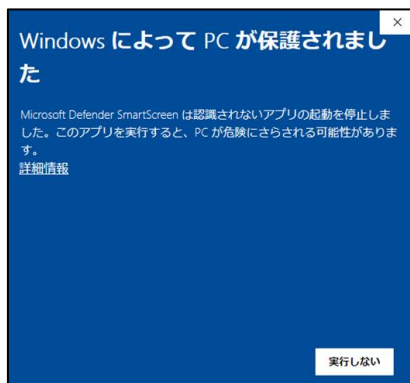 Windows によって PC が保護されまし
た
Microsoft Defender SmartScreen は認識されないアプリの起動を停止しま
した。このアプリを実行すると、PC が危険にさらされる可能性がありま
す。
詳細情報
実行しない